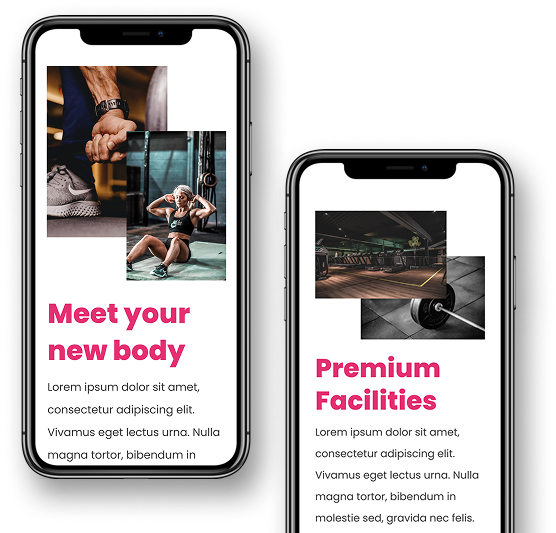 Meet your
new body
Lorem ipsum dolor sit amet,
consectetur adipiscing elit.
Vivamus eget lectus urna. Nulla
magna tortor, bibendum in
Premium
Facilities
Lorem ipsum dolor sit amet,
consectetur adipiscing elit.
Vivamus eget lectus urna. Nulla
magna tortor, bibendum in
molestie sed, gravida nec felis.